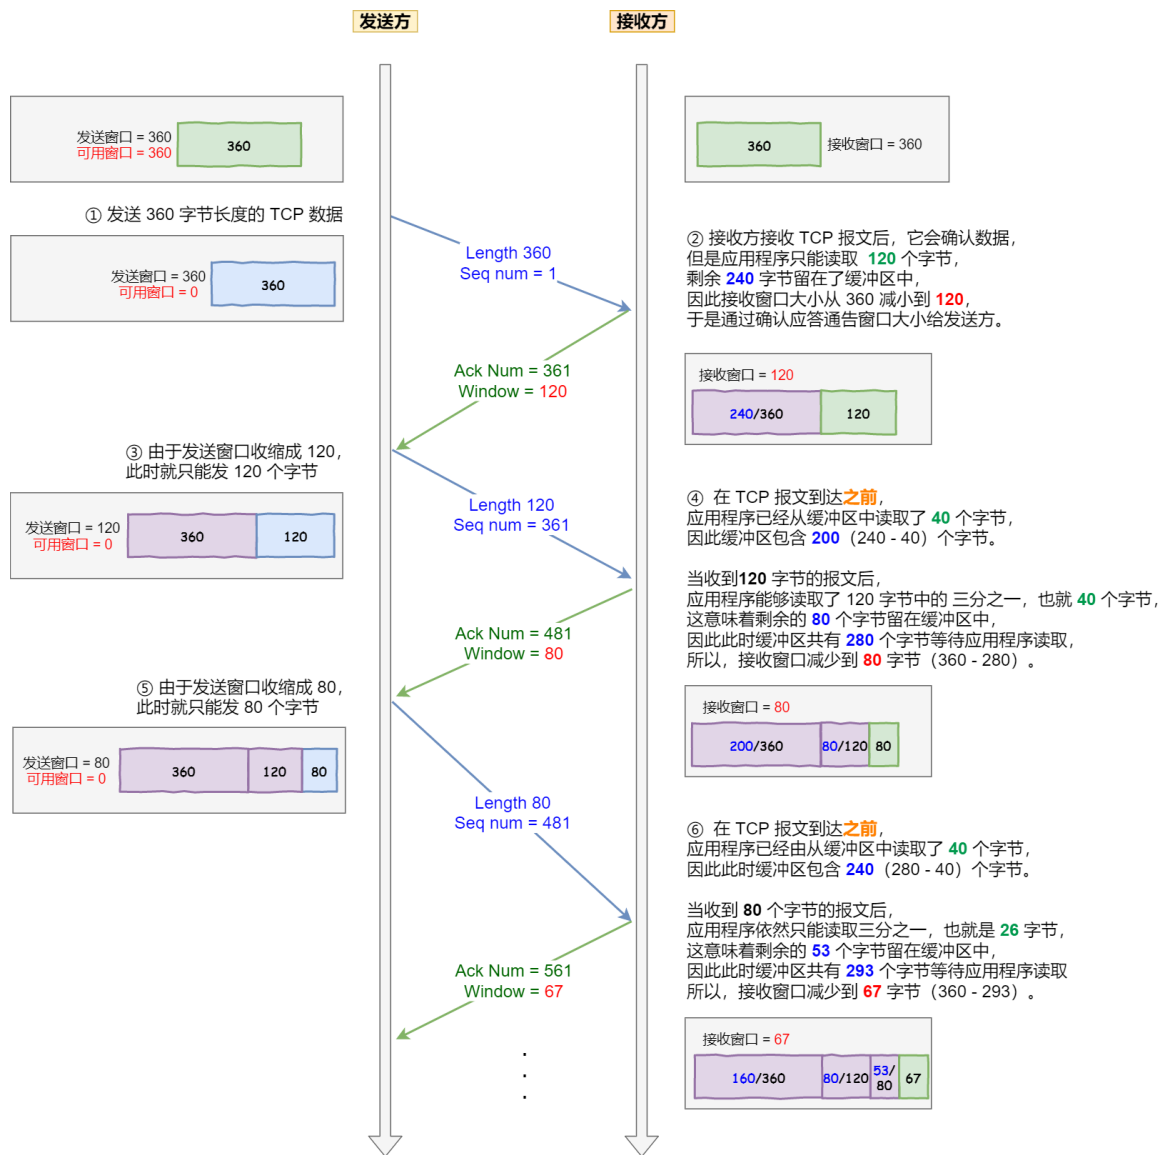 发送方
接收方
发送窗口 = 360
可用窗口 = 360
360
360
接收窗口 = 360
① 发送 360 字节长度的 TCP 数据
发送窗口 = 360
可用窗口 = 0
360
Length 360
Seq num = 1
② 接收方接收 TCP 报文后，它会确认数据，
但是应用程序只能读取 120 个字节，
剩余 240 字节留在了缓冲区中，
因此接收窗口大小从 360 减小到 120，
于是通过确认应答通告窗口大小给发送方。
Ack Num = 361
Window = 120
接收窗口 = 120
240/360
120
③ 由于发送窗口收缩成 120，
此时就只能发 120 个字节
发送窗口 = 120
可用窗口 = 0
360
120
Length 120
Seq num = 361
④ 在 TCP 报文到达之前，
应用程序已经从缓冲区中读取了 40 个字节，
因此缓冲区包含 200（240 - 40）个字节。
当收到120 字节的报文后，
应用程序能够读取了 120 字节中的 三分之一，也就 40 个字节，
这意味着剩余的 80 个字节留在缓冲区中，
因此此时缓冲区共有 280 个字节等待应用程序读取，
所以，接收窗口减少到 80 字节（360 - 280）。
Ack Num = 481
Window = 80
接收窗口 = 80
200/360
80/120
80
⑤ 由于发送窗口收缩成 80，
此时就只能发 80 个字节
发送窗口 = 80
可用窗口 = 0
360
120
80
Length 80
Seq num = 481
⑥ 在 TCP 报文到达之前，
应用程序已经由从缓冲区中读取了 40 个字节，
因此此时缓冲区包含 240（280 - 40）个字节。
当收到 80 个字节的报文后，
应用程序依然只能读取三分之一，也就是 26 字节，
这意味着剩余的 53 个字节留在缓冲区中，
因此此时缓冲区共有 293 个字节等待应用程序读取
所以，接收窗口减少到 67 字节（360 - 293）。
Ack Num = 561
Window = 67
接收窗口 = 67
160/360
80/120
53/
80
67